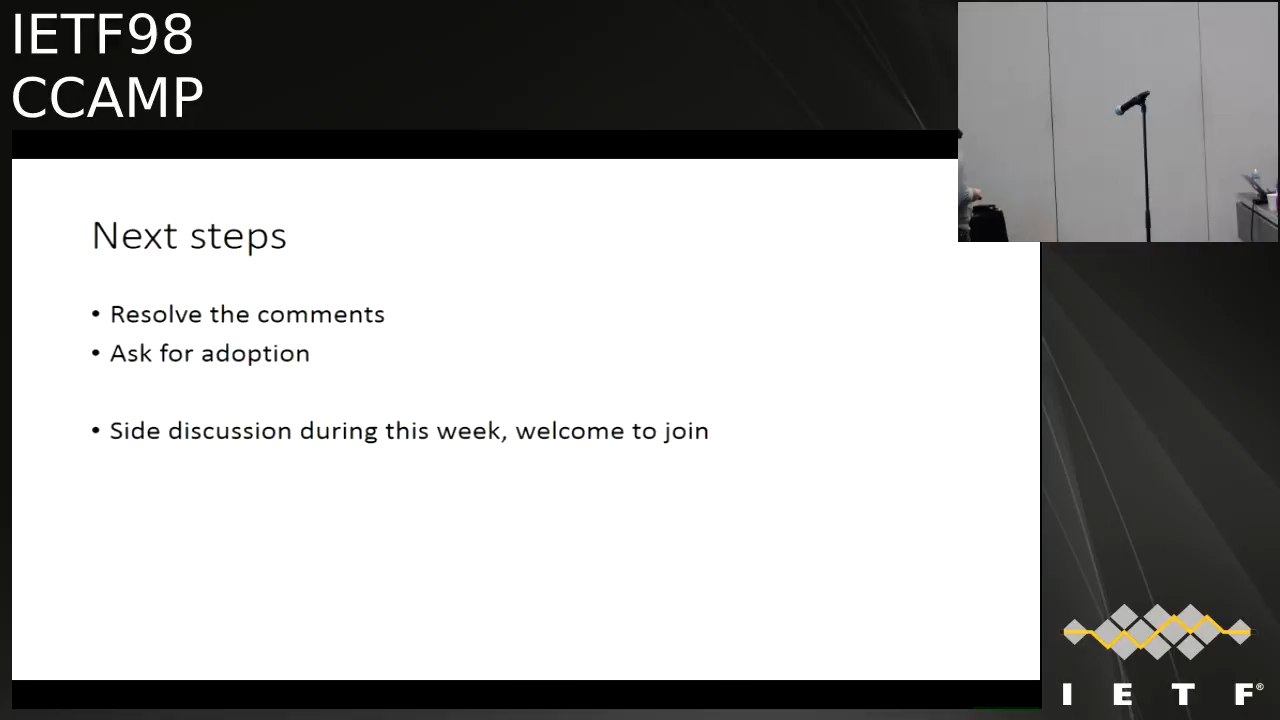 IETF98
CCAMP
Next steps
• Resolve the comments
• Ask for adoption
• Side discussion during this week, welcome to join
I E T F®